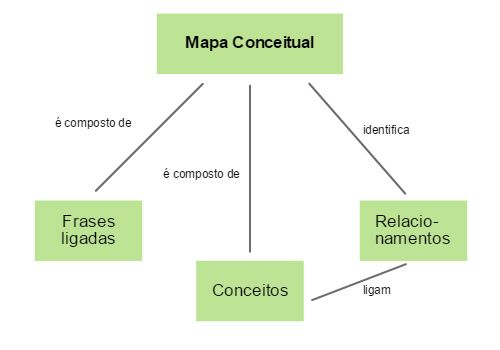 Mapa Conceitual
é composto de
identifica
é composto de
Frases
ligadas
Relacio-
namentos
Conceitos
ligam